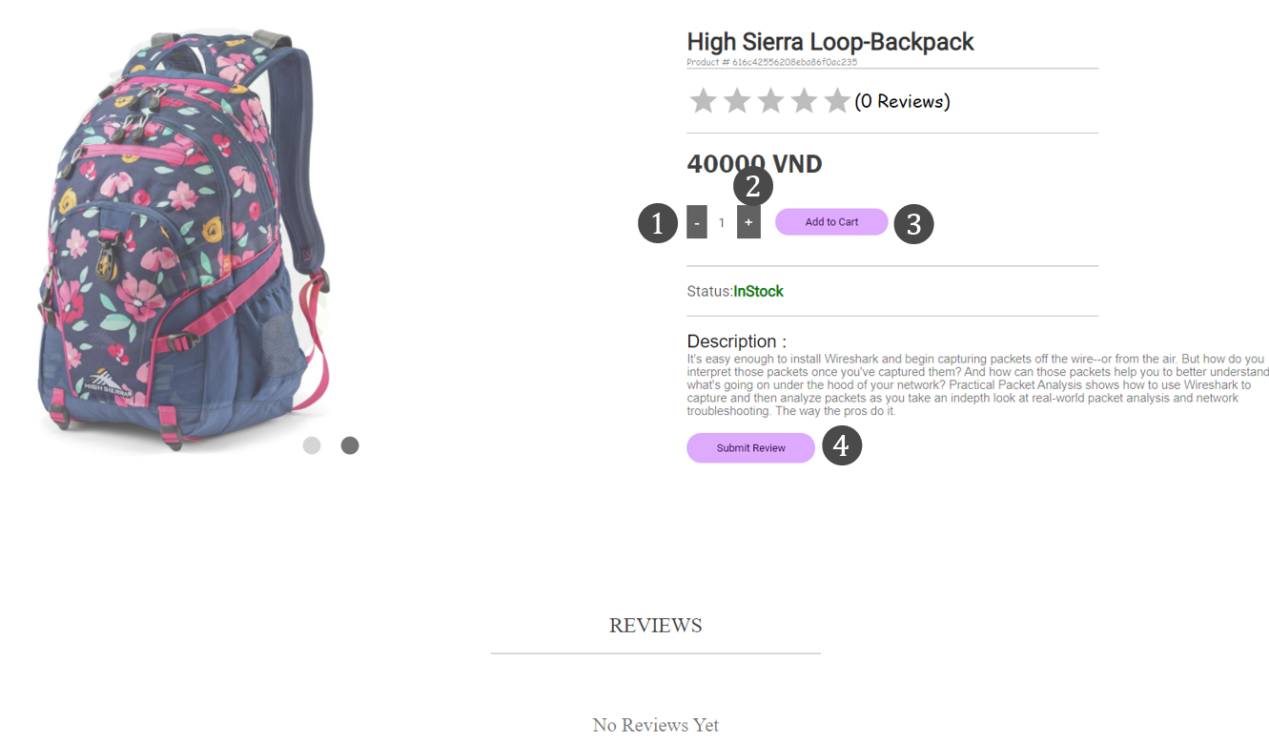 High Sierra Loop-Backpack
Product # 616c42556208eba86f0ac235
(0 Reviews)
40000 VND
2
1
-
1
+
Add to Cart
3
Status:InStock
Description :
It's easy enough to install Wireshark and begin capturing packets off the wire--or from the air. But how do you
interpret those packets once you've captured them? And how can those packets help you to better understand
what's going on under the hood of your network? Practical Packet Analysis shows how to use Wireshark to
capture and then analyze packets as you take an indepth look at real-world packet analysis and network
troubleshooting. The way the pros do it.
HIGH SIERRA
Submit Review
4
REVIEWS
No Reviews Yet